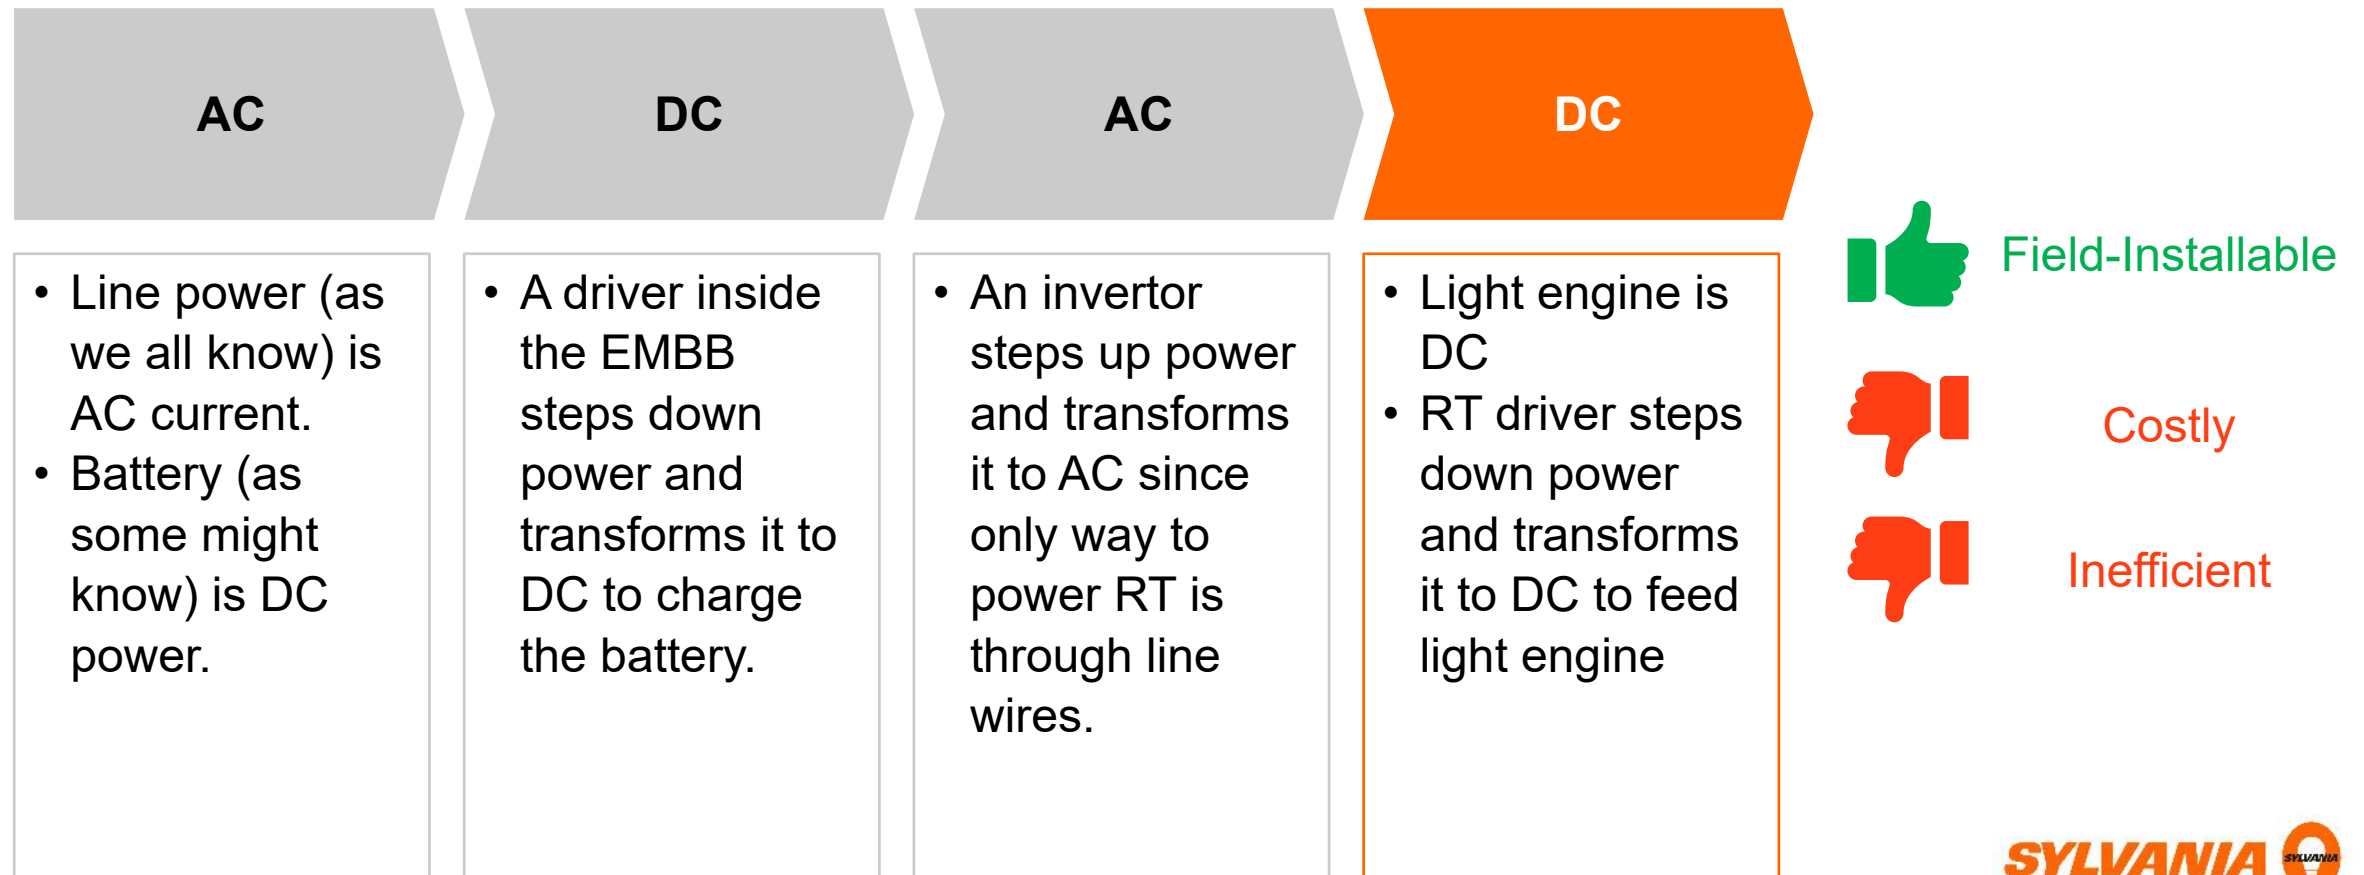 AC
DC
AC
DC
• Line power (as
we all know) is
AC current.
• Battery (as
some might
know) is DC
power.
• A driver inside
the EMBB
steps down
power and
transforms it to
DC to charge
the battery.
• An invertor
steps up power
and transforms
it to AC since
only way to
power RT is
through line
wires.
• Light engine is
DC
• RT driver steps
down power
and transforms
it to DC to feed
light engine
Field-Installable
Costly
Inefficient
SYLVANIA
SYLVANIA